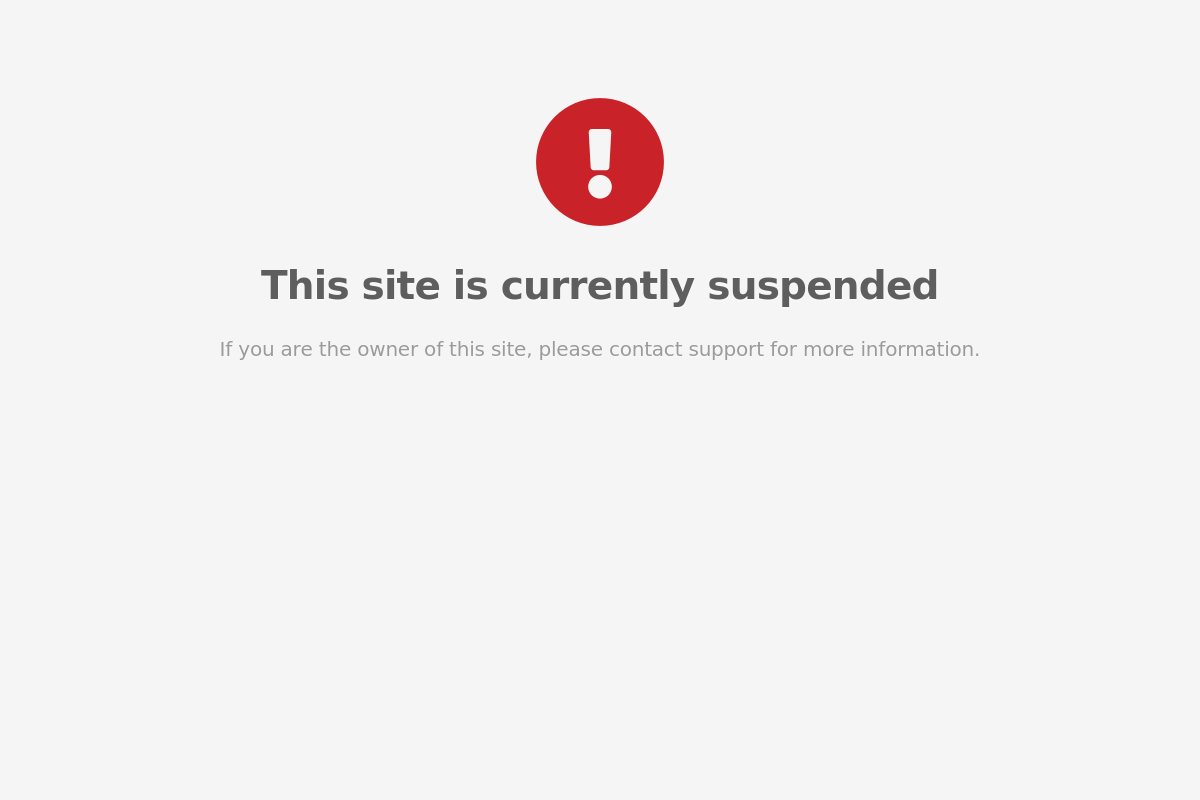 This site is currently suspended
If you are the owner of this site, please contact support for more information.